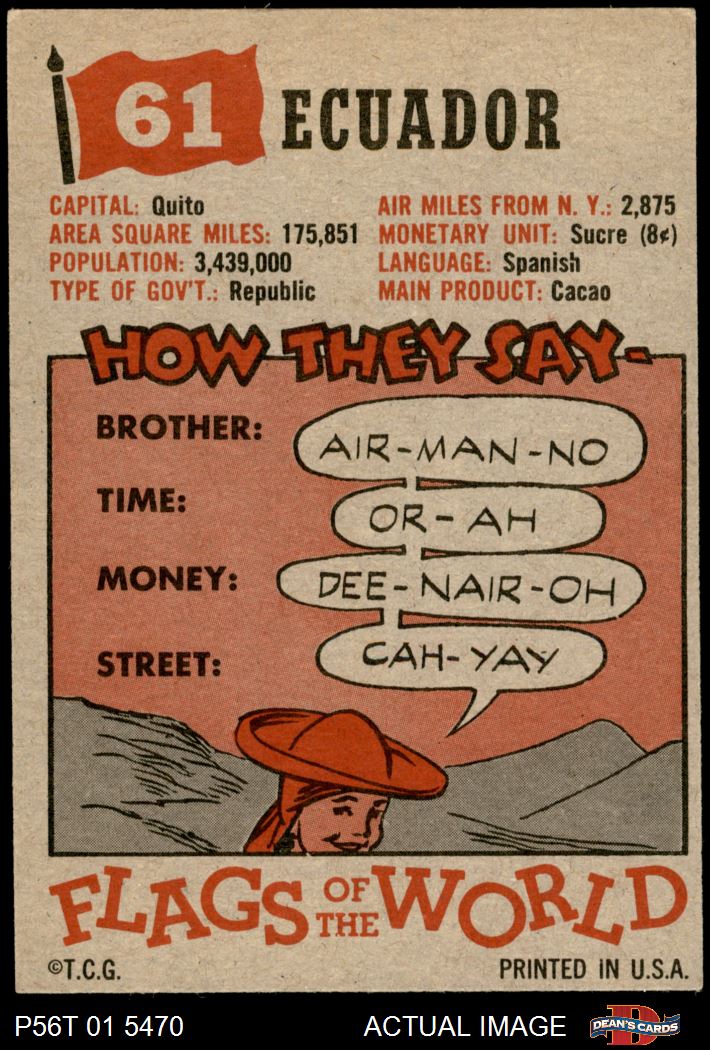 61 ECUADOR
CAPITAL: Quito
AREA SQUARE MILES: 175,851
POPULATION: 3,439,000
TYPE OF GOV'T.: Republic
AIR MILES FROM N. Y.: 2,875
MONETARY UNIT: Sucre (8¢)
LANGUAGE: Spanish
MAIN PRODUCT: Cacao
HOW THEY SAY-
BROTHER: AIR-MAN-NO
TIME: OR-AH
MONEY: DEE-NAIR-OH
STREET: CAH-YAY
FLAGS OF THE WORLD
©T.C.G. PRINTED IN U.S.A.
P56T 01 5470 ACTUAL IMAGE DEAN'S CARDS